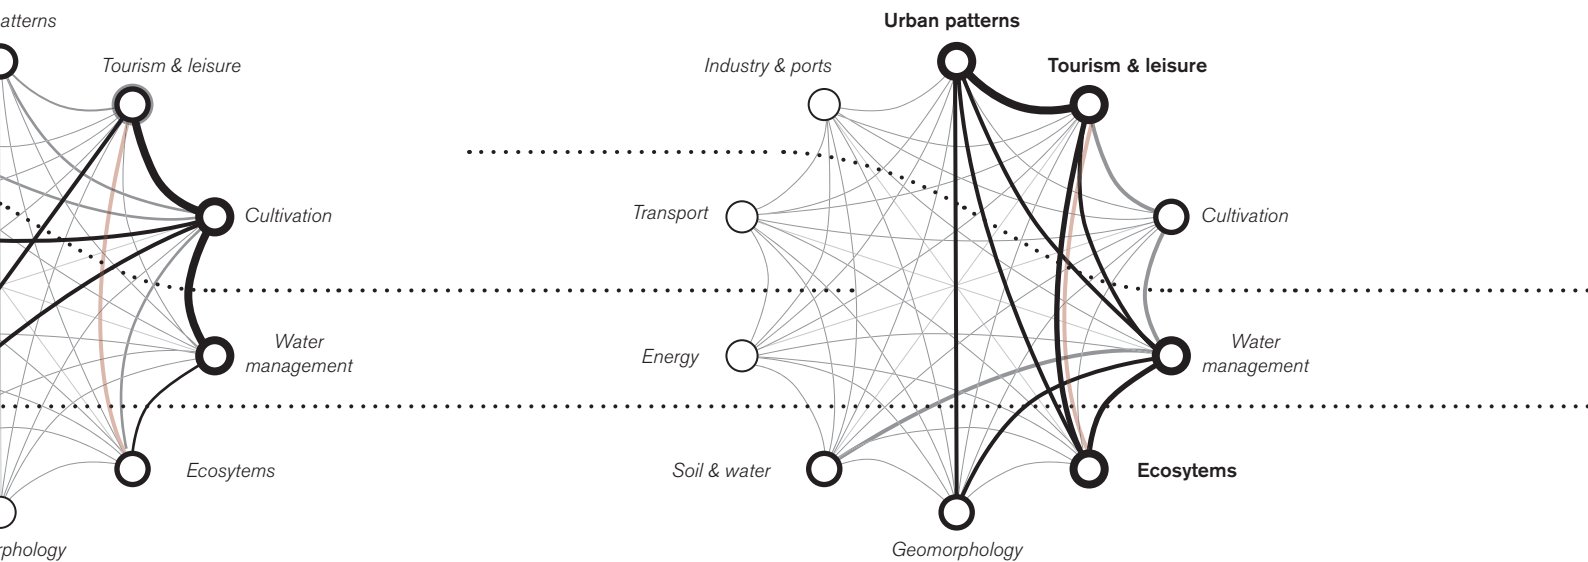 atterns
Urban patterns
Tourism & leisure
Industry & ports
Tourism & leisure
Cultivation
Transport
Cultivation
Water
management
Energy
Water
management
Ecosytems
Soil & water
Ecosytems
rphology
Geomorphology